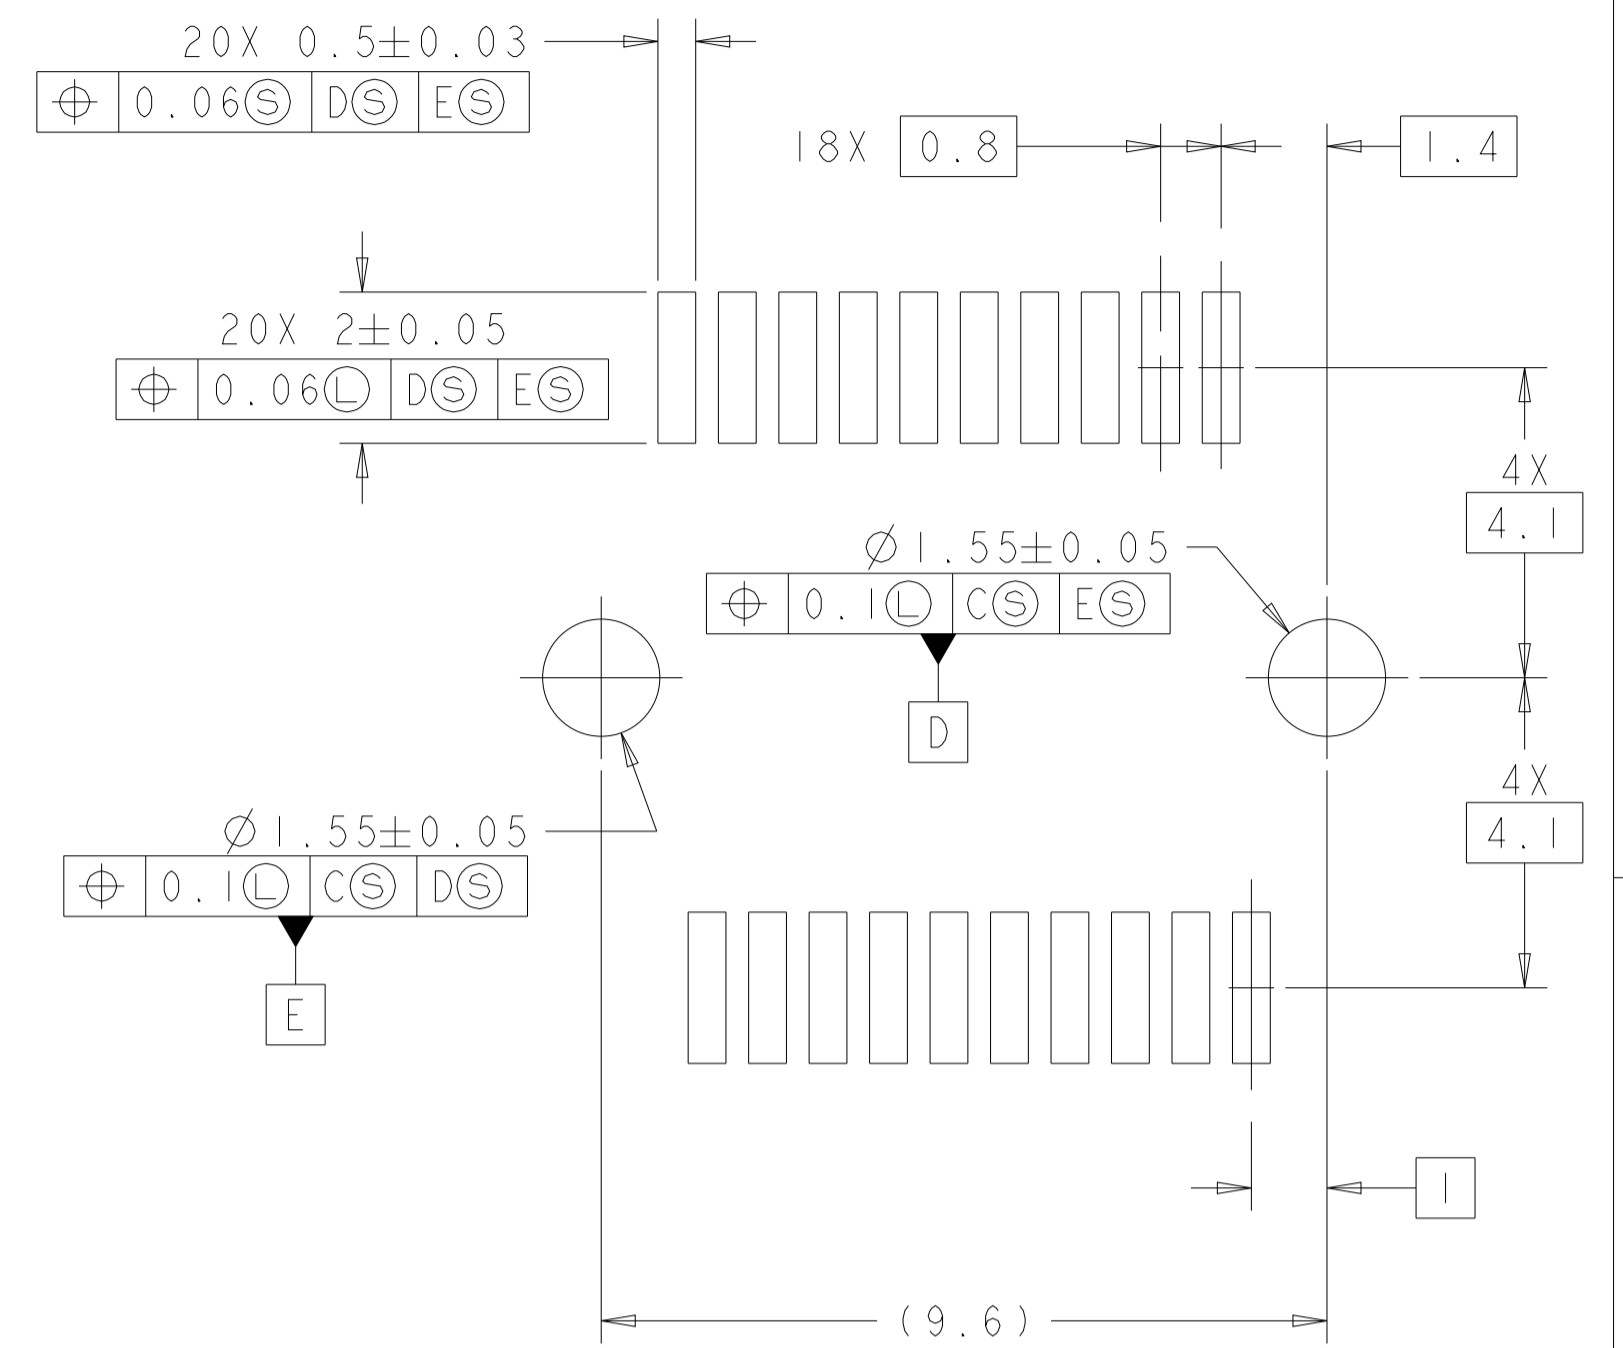 20X 0.5±0.03
⌖ 0.06Ⓢ DⓈ EⓈ
18X 0.8
1.4
20X 2±0.05
⌖ 0.06Ⓛ DⓈ EⓈ
4X
4.1
Ø1.55±0.05
⌖ 0.1Ⓛ CⓈ EⓈ
D
4X
4.1
Ø1.55±0.05
⌖ 0.1Ⓛ CⓈ DⓈ
E
1
(9.6)